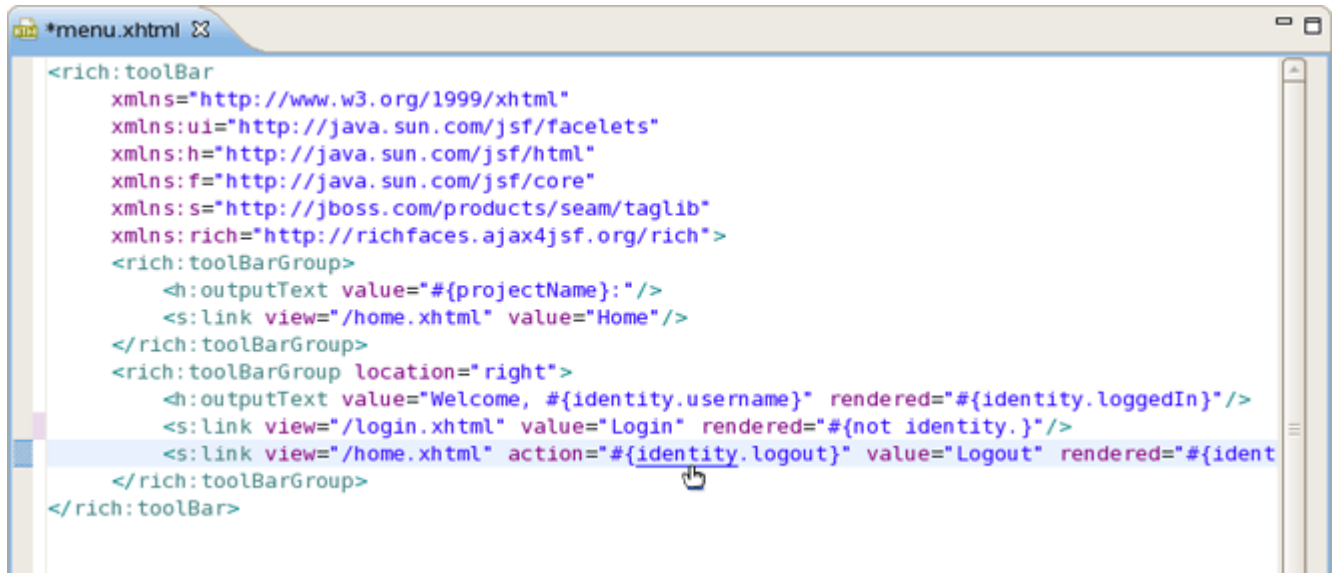 *menu.xhtml
<rich:toolBar
xmlns="http://www.w3.org/1999/xhtml"
xmlns:ui="http://java.sun.com/jsf/facelets"
xmlns:h="http://java.sun.com/jsf/html"
xmlns:f="http://java.sun.com/jsf/core"
xmlns:s="http://jboss.com/products/seam/taglib"
xmlns:rich="http://richfaces.ajax4jsf.org/rich">
<rich:toolBarGroup>
<h:outputText value="#{projectName}:"/>
<s:link view="/home.xhtml" value="Home"/>
</rich:toolBarGroup>
<rich:toolBarGroup location="right">
<h:outputText value="Welcome, #{identity.username}" rendered="#{identity.loggedIn}"/>
<s:link view="/login.xhtml" value="Login" rendered="#{not identity.}"/>
<s:link view="/home.xhtml" action="#{identity.logout}" value="Logout" rendered="#{ident
</rich:toolBarGroup>
</rich:toolBar>